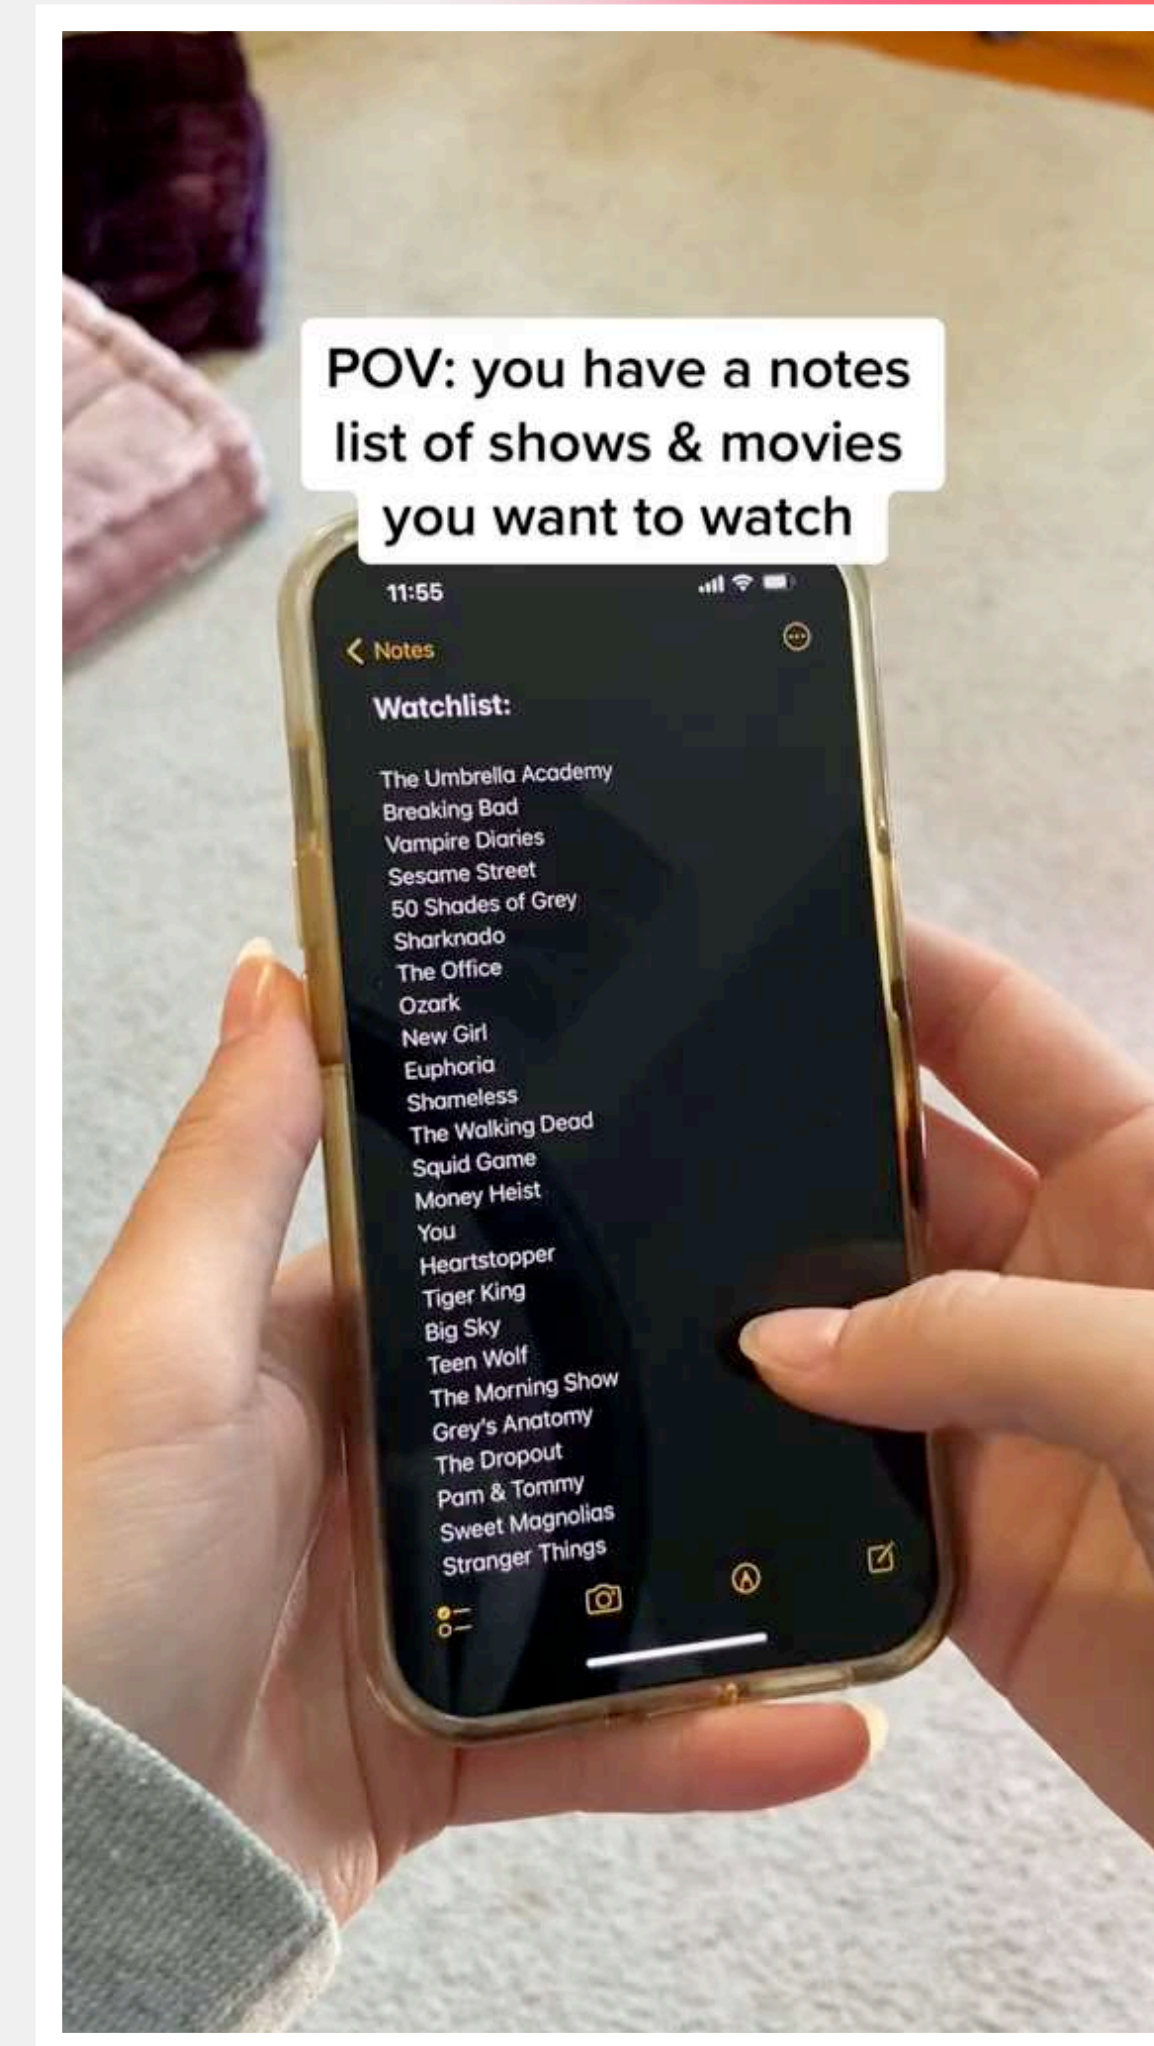 POV: you have a notes
list of shows & movies
you want to watch
11:55
Notes
Watchlist:
The Umbrella Academy
Breaking Bad
Vampire Diaries
Sesame Street
50 Shades of Grey
Sharknado
The Office
Ozark
New Girl
Euphoria
Shameless
The Walking Dead
Squid Game
Money Heist
You
Heartstopper
Tiger King
Big Sky
Teen Wolf
The Morning Show
Grey's Anatomy
The Dropout
Pam & Tommy
Sweet Magnolias
Stranger Things